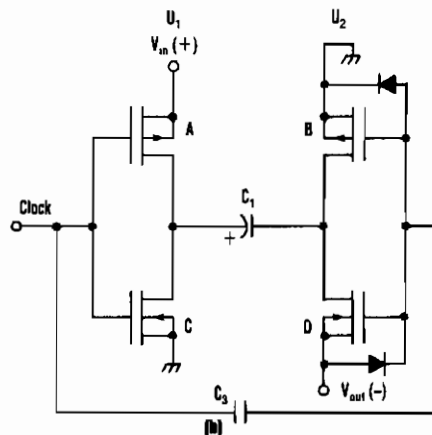 U1 U2
Vin (+)
A B
Clock
C1
+
C D
Vout (-)
C3
(b)